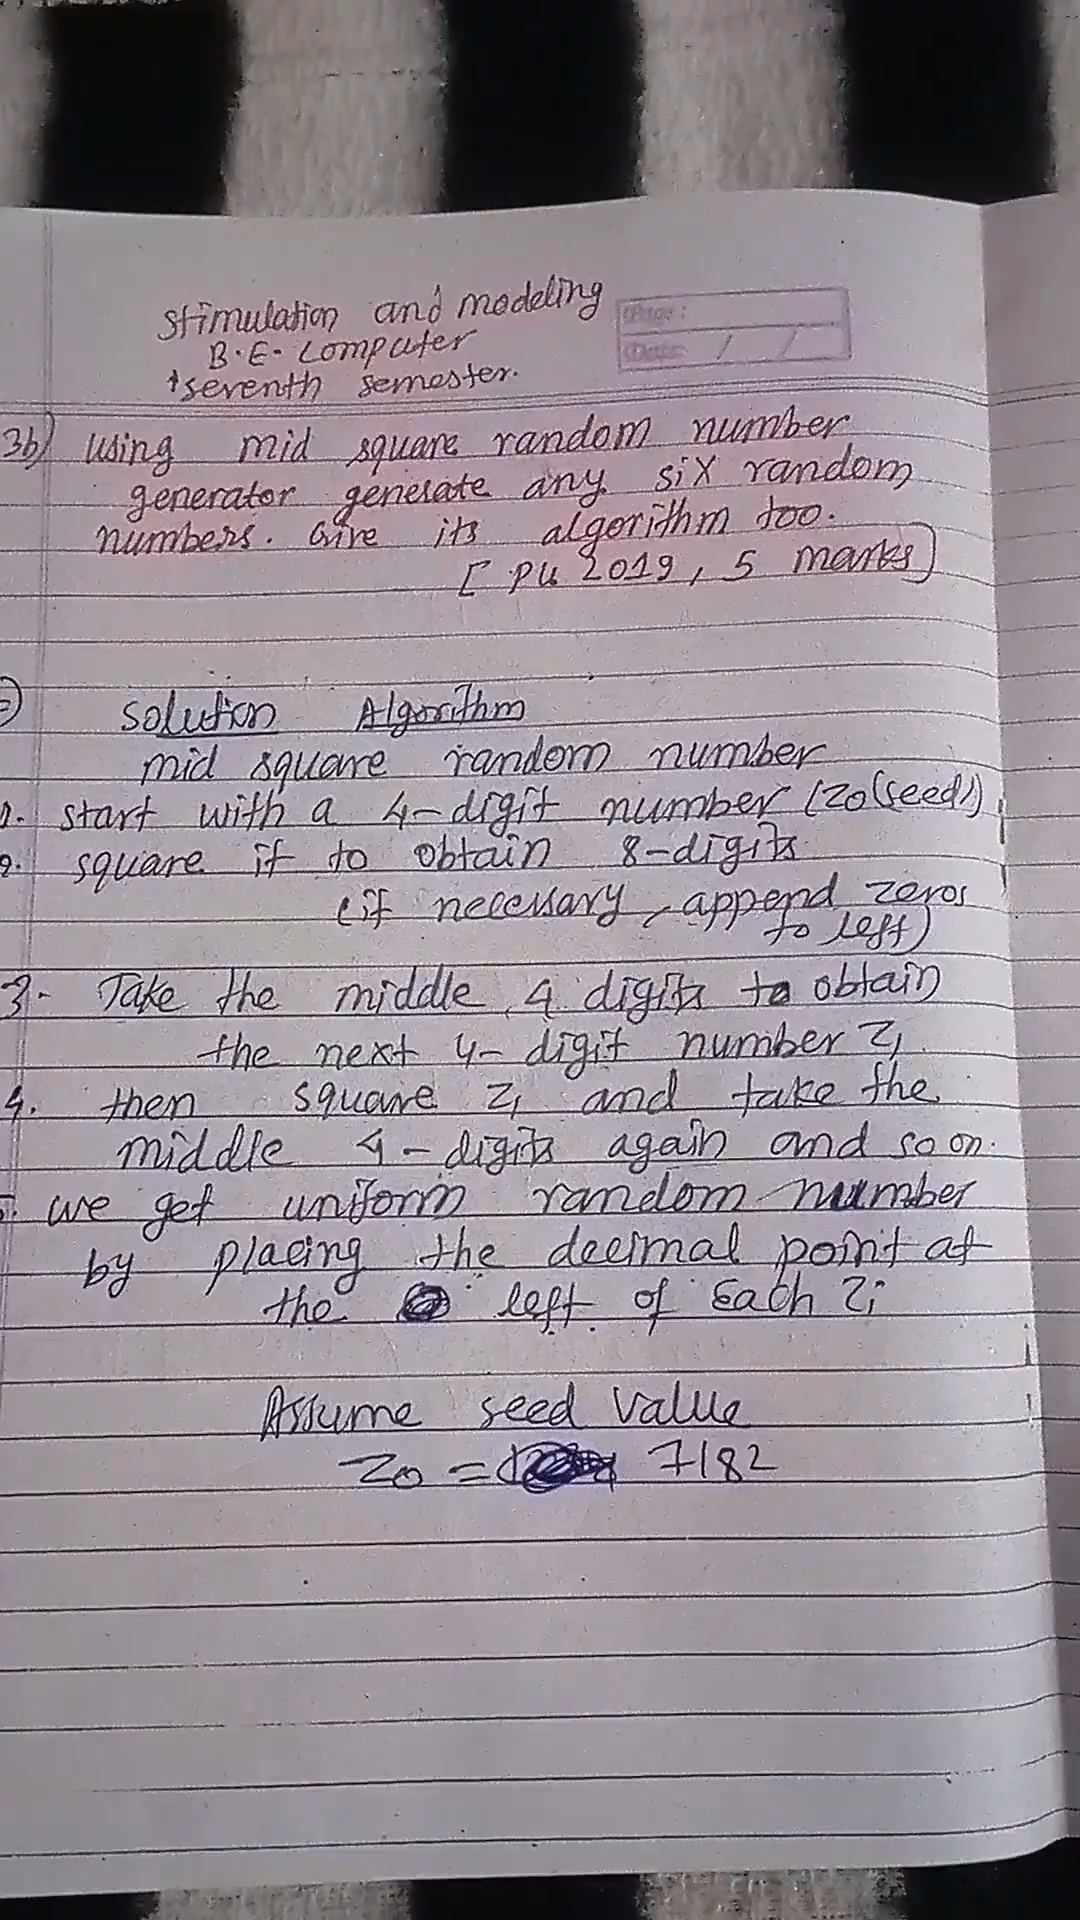 Stimulation and modeling
B.E. Computer
seventh semester.
Page:
Date: / /
3b) Using mid square random number
generator generate any six random
numbers. Give its algorithm too.
[PU 2019, 5 marks]
Solution Algorithm
mid square random number
1. start with a 4-digit number (Z0(seed))
2. square it to obtain 8-digits
(if necessary, append zeros
to left)
3. Take the middle 4 digits to obtain
the next 4-digit number Z1
4. then square Z1 and take the
middle 4-digits again and so on.
5. we get uniform random number
by placing the decimal point at
the left of Each Zi
Assume seed value
Z0 = 7182